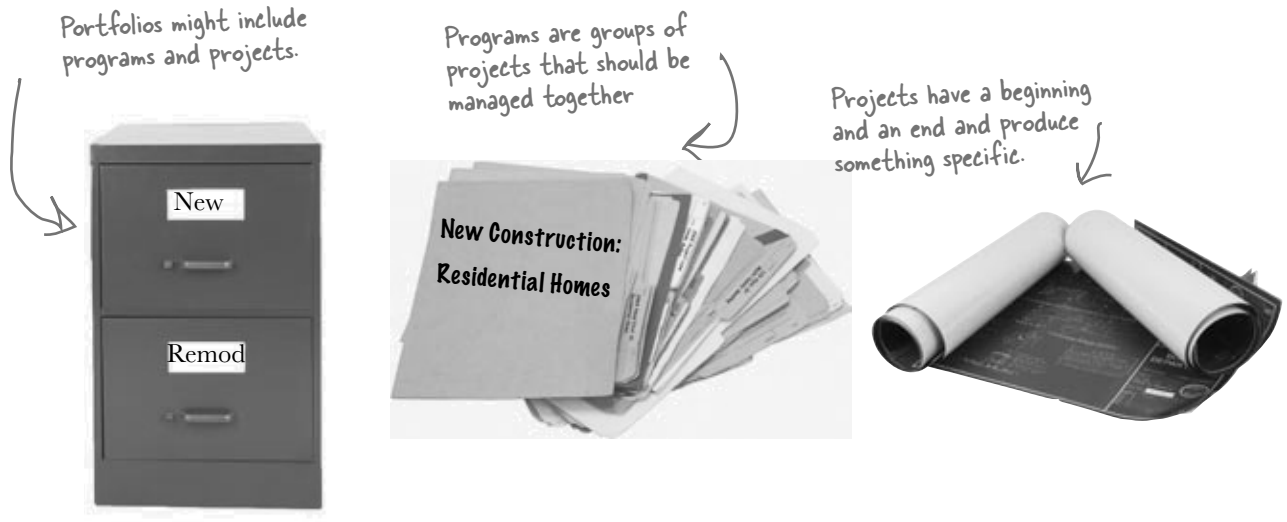 Portfolios might include
programs and projects.
Programs are groups of
projects that should be
managed together
Projects have a beginning
and an end and produce
something specific.
New
Remod
New Construction:
Residential Homes